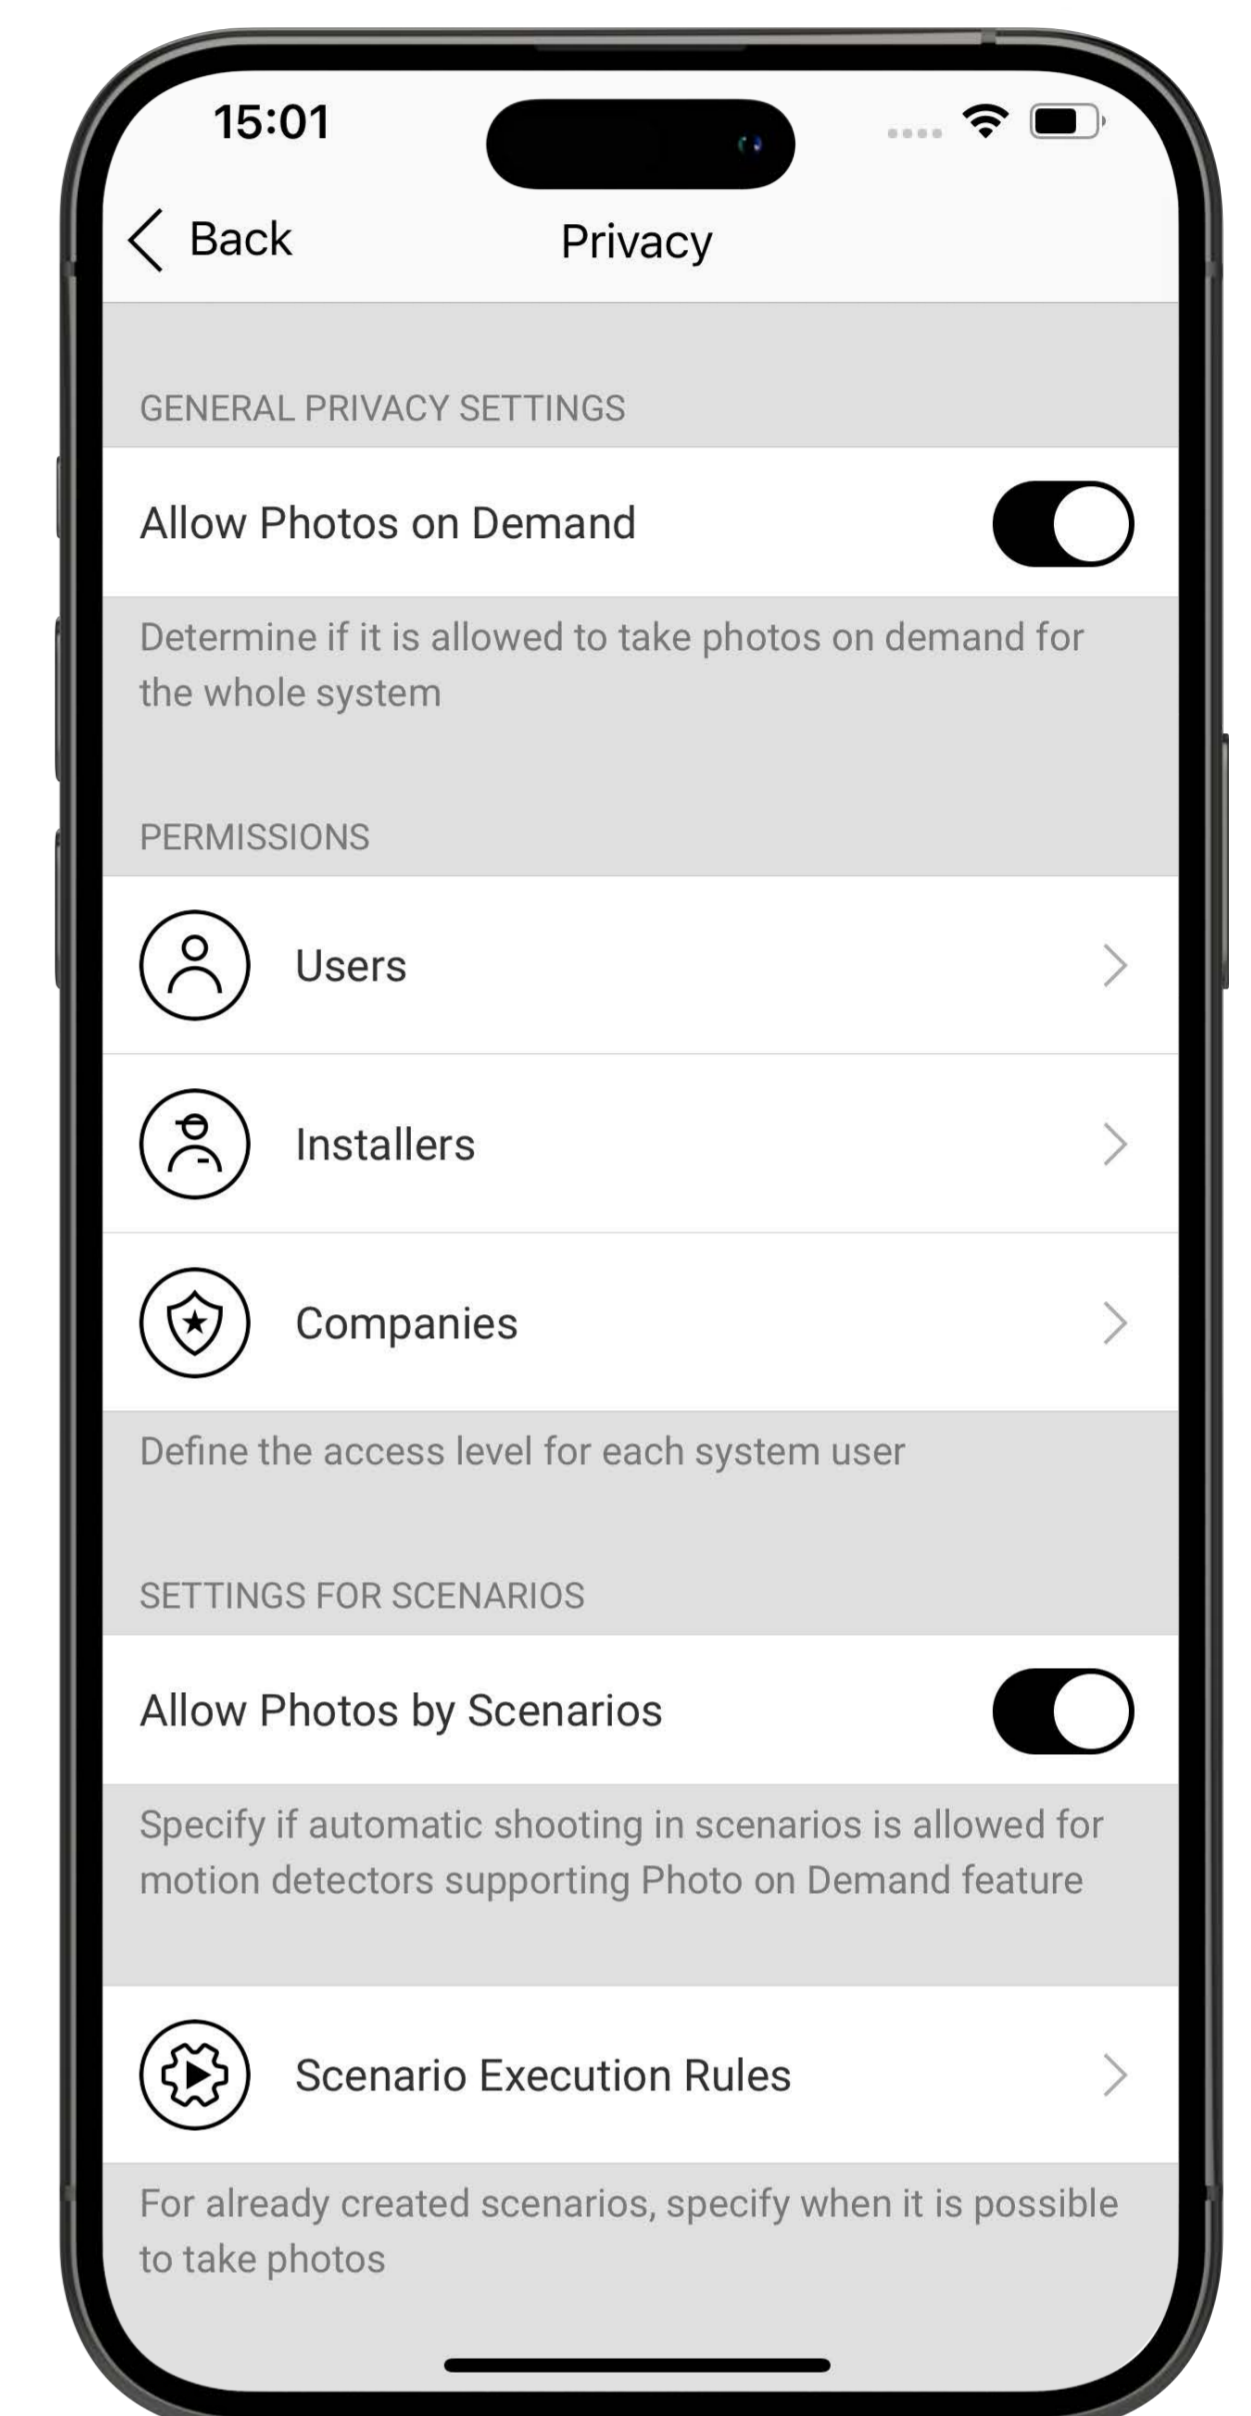 15:01
Back
Privacy
GENERAL PRIVACY SETTINGS
Allow Photos on Demand
Determine if it is allowed to take photos on demand for
the whole system
PERMISSIONS
Users
Installers
Companies
Define the access level for each system user
SETTINGS FOR SCENARIOS
Allow Photos by Scenarios
Specify if automatic shooting in scenarios is allowed for
motion detectors supporting Photo on Demand feature
Scenario Execution Rules
For already created scenarios, specify when it is possible
to take photos